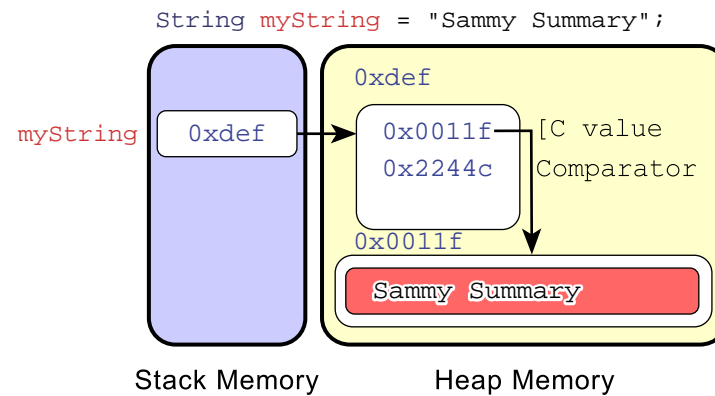 String myString = "Sammy Summary";
0xdef
myString 0xdef 0x0011f [C value
0x2244c Comparator
0x0011f
Sammy Summary
Stack Memory Heap Memory